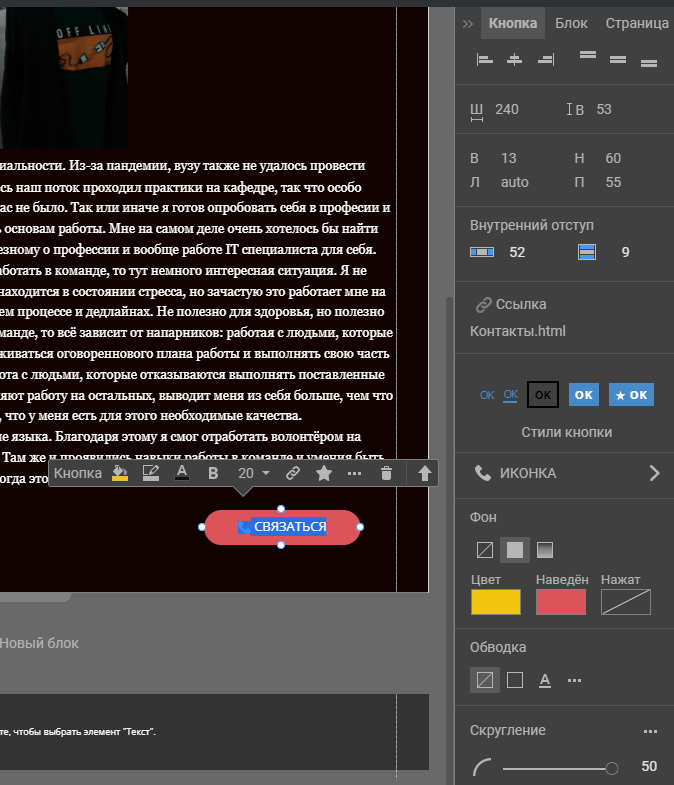 Кнопка Блок Страница
OFF LINE
Ш 240 В 53
В 13 Н 60
Л auto П 55
Внутренний отступ
52 9
Ссылка
Контакты.html
OK OK OK OK ★ OK
Стили кнопки
ИКОНКА
Фон
Цвет Наведён Нажат
Обводка
A
Скругление
50
иальности. Из-за пандемии, вузу также не удалось провести
сь наш поток проходил практики на кафедре, так что особо
ас не было. Так или иначе я готов опробовать себя в професии и
ь основам работы. Мне на самом деле очень хотелось бы найти
езному о профессии и вообще работе IT специалиста для себя.
аботать в команде, то тут немного интересная ситуация. Я не
находится в состоянии стресса, но зачастую это работает мне на
ем процессе и дедлайнах. Не полезно для здоровья, но полезно
манде, то всё зависит от напарников: работая с людьми, которые
живаться оговоренного плана работы и выполнять свою часть
ота с людьми, которые отказываются выполнять поставленные
яют работу на остальных, выводит меня из себя больше, чем что
, что у меня есть для этого необходимые качества.
ие языка. Благодаря этому я смог отработать волонтёром на
Там же и проявились навыки работы в команде и умения быть
огда это
Кнопка A B 20
СВЯЗАТЬСЯ
Новый блок
те, чтобы выбрать элемент "Текст".